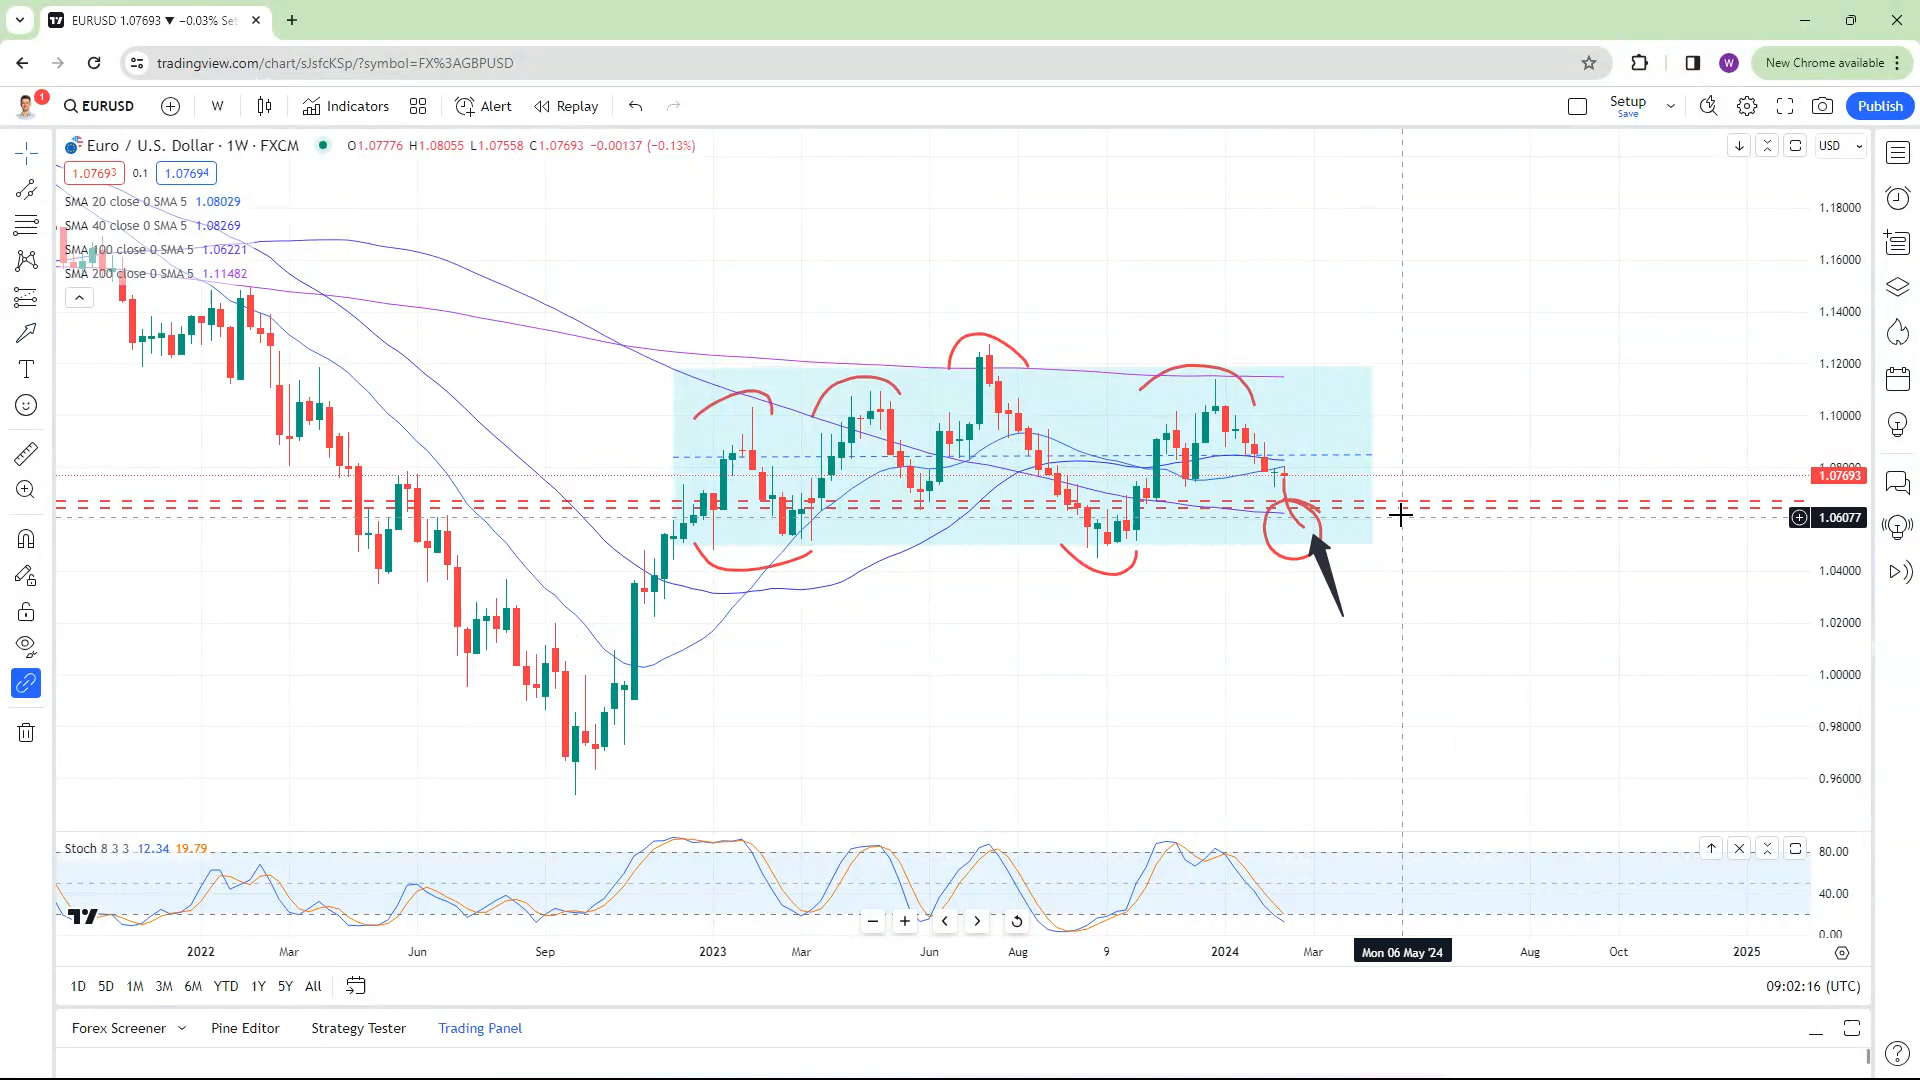 EURUSD 1.07693 ▼ −0.03% Set
tradingview.com/chart/sJsfcKSp/?symbol=FX%3AGBPUSD
W
New Chrome available
1
EURUSD
W
Indicators
Alert
Replay
Setup
Save
Publish
Euro / U.S. Dollar · 1W · FXCM
O1.07776 H1.08055 L1.07558 C1.07693 −0.00137 (−0.13%)
USD
1.07693 0.1 1.07694
SMA 20 close 0 SMA 5 1.08029
SMA 40 close 0 SMA 5 1.08269
SMA 100 close 0 SMA 5 1.06221
SMA 200 close 0 SMA 5 1.11482
1.18000
1.16000
1.14000
1.12000
1.10000
1.08000
1.07693
1.06077
1.04000
1.02000
1.00000
0.98000
0.96000
Stoch 8 3 3 12.34 19.79
80.00
40.00
0.00
2022 Mar Jun Sep 2023 Mar Jun Aug 9 2024 Mar Mon 06 May '24 Aug Oct 2025
1D 5D 1M 3M 6M YTD 1Y 5Y All
09:02:16 (UTC)
Forex Screener Pine Editor Strategy Tester Trading Panel